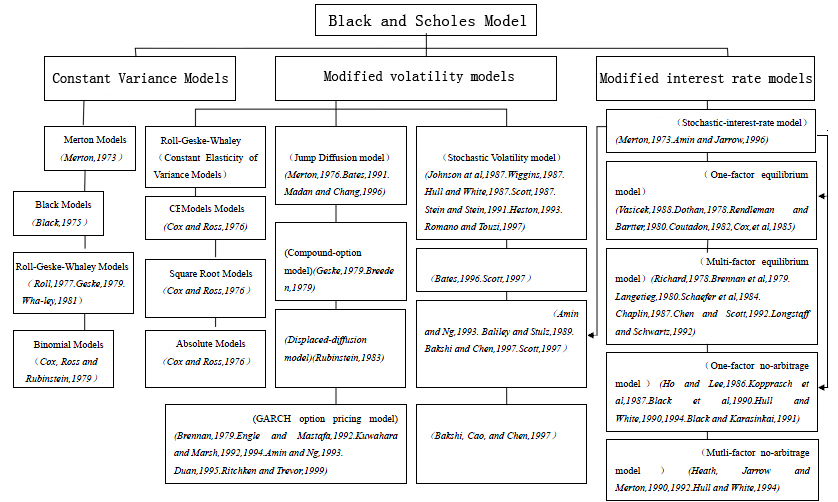 Black and Scholes Model
Constant Variance Models
Modified volatility models
Modified interest rate models
Merton Models
(Merton,1973)
Black Models
(Black,1975)
Roll-Geske-Whaley Models
(Roll,1977.Geske,1979.
Wha-ley,1981)
Binomial Models
(Cox, Ross and
Rubinstein,1979)
Roll-Geske-Whaley
(Constant Elasticity of
Variance Models)
CEModels Models
(Cox and Ross,1976)
Square Root Models
(Cox and Ross,1976)
Absolute Models
(Cox and Ross,1976)
(Jump Diffusion model)
(Merton,1976.Bates,1991.
Madan and Chang,1996)
(Compound-option
model)(Geske,1979.Breede
n,1979)
(Displaced-diffusion
model)(Rubinstein,1983)
(GARCH option pricing model)
(Brennan,1979.Engle and Mastafa,1992.Kuwahara
and Marsh,1992,1994.Amin and Ng,1993.
Duan,1995.Ritchken and Trevor,1999)
(Stochastic Volatility model)
(Johnson at al,1987.Wiggins,1987.
Hull and White,1987.Scott,1987.
Stein and Stein,1991.Heston,1993.
Romano and Touzi,1997)
(Bates,1996.Scott,1997)
(Amin
and Ng,1993. Baliley and Stulz,1989.
Bakshi and Chen,1997.Scott,1997)
(Bakshi, Cao, and Chen,1997)
(Stochastic-interest-rate model)
(Merton,1973.Amin and Jarrow,1996)
(One-factor equilibrium
model)
(Vasicek,1988.Dothan,1978.Rendleman and
Bartter,1980.Coutadon,1982,Cox,et al,1985)
(Multi-factor equilibrium
model)(Richard,1978.Brennan et al,1979.
Langetieg,1980.Schaefer et al,1984.
Chaplin,1987.Chen and Scott,1992.Longstaff
and Schwartz,1992)
(One-factor no-arbitrage
model)(Ho and Lee,1986.Kopprasch et
al,1987.Black et al,1990.Hull and
White,1990,1994.Black and Karasinkai,1991)
(Mutli-factor no-arbitrage
model)(Heath, Jarrow and
Merton,1990,1992.Hull and White,1994)